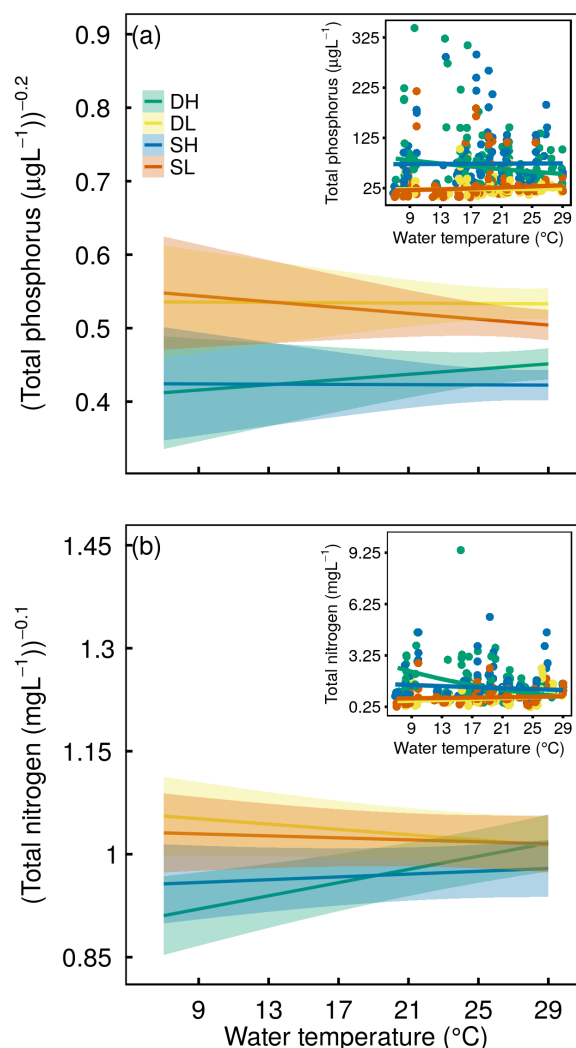 (a)
(Total phosphorus (µgL⁻¹))⁻⁰·²
0.9
0.8
0.7
0.6
0.5
0.4
DH
DL
SH
SL
Total phosphorus (µgL⁻¹)
325
225
125
25
9 13 17 21 25 29
Water temperature (°C)
(b)
(Total nitrogen (mgL⁻¹))⁻⁰·¹
1.45
1.3
1.15
1
0.85
Total nitrogen (mgL⁻¹)
9.25
6.25
3.25
0.25
9 13 17 21 25 29
Water temperature (°C)
9 13 17 21 25 29
Water temperature (°C)